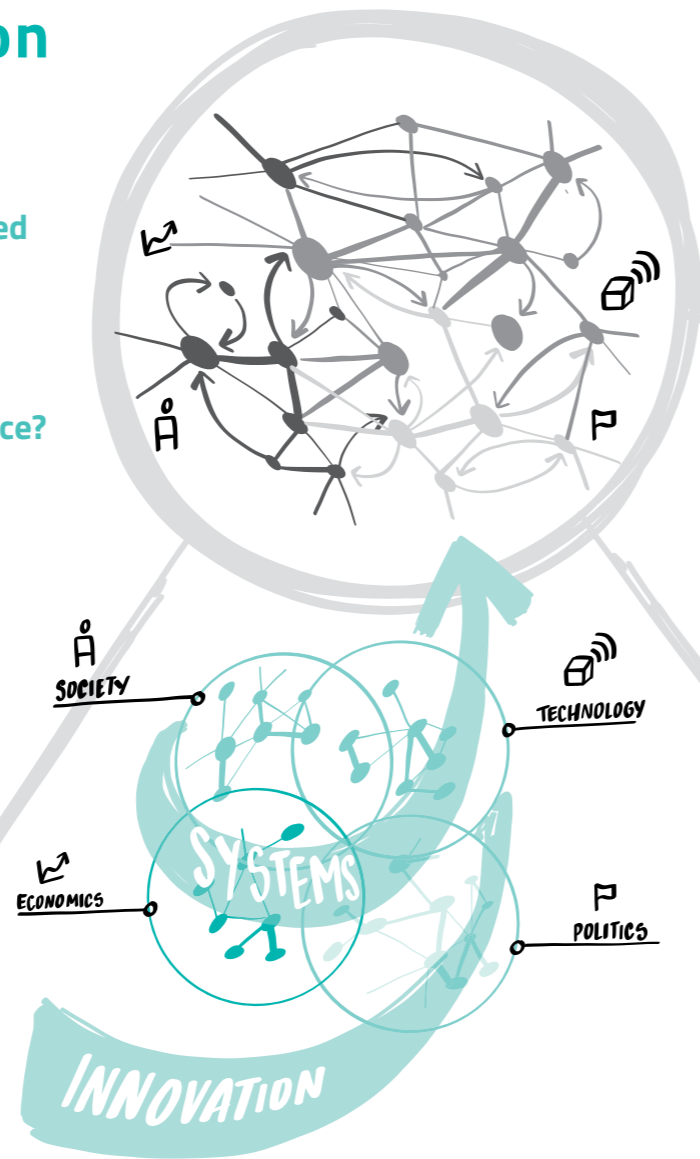 on
ed
ce?
SOCIETY
TECHNOLOGY
SYSTEMS
ECONOMICS
POLITICS
INNOVATION